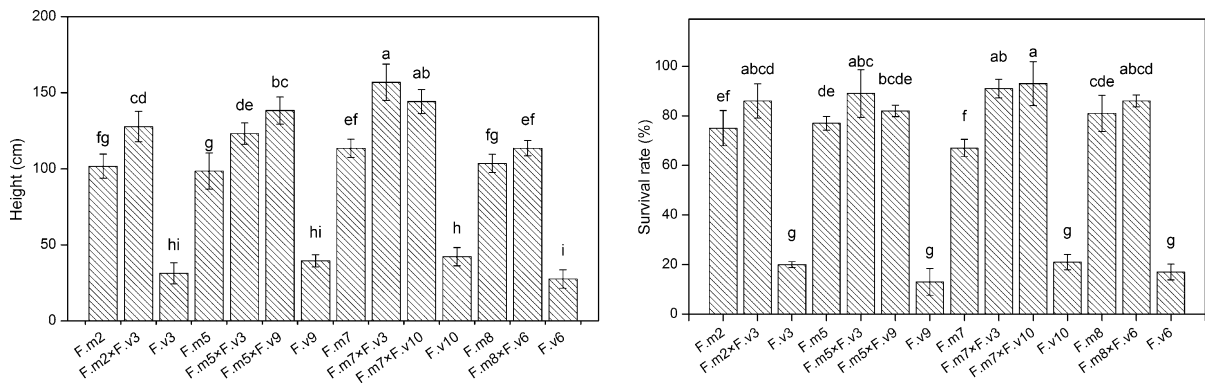 200
150
100
50
0
Height (cm)
fg
cd
hi
g
de
bc
hi
ef
a
ab
h
fg
ef
i
F.m2
F.m2×F.v3
F.v3
F.m5
F.m5×F.v3
F.m5×F.v9
F.v9
F.m7
F.m7×F.v3
F.m7×F.v10
F.v10
F.m8
F.m8×F.v6
F.v6
100
80
60
40
20
0
Survival rate (%)
ef
abcd
g
de
abc
bcde
g
f
ab
a
g
cde
abcd
g
F.m2
F.m2×F.v3
F.v3
F.m5
F.m5×F.v3
F.m5×F.v9
F.v9
F.m7
F.m7×F.v3
F.m7×F.v10
F.v10
F.m8
F.m8×F.v6
F.v6